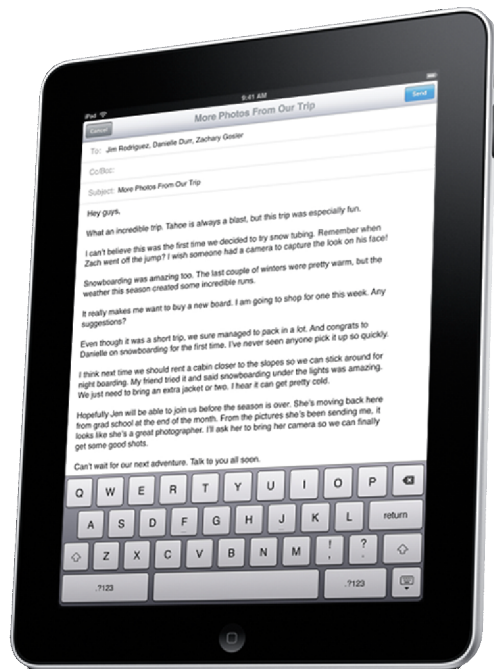 iPad 9:41 AM
Cancel More Photos From Our Trip Send
To: Jim Rodriguez, Danielle Durr, Zachary Gosler
Cc/Bcc:
Subject: More Photos From Our Trip
Hey guys,
What an incredible trip. Tahoe is always a blast, but this trip was especially fun.
I can't believe this was the first time we decided to try snow tubing. Remember when
Zach went off the jump? I wish someone had a camera to capture the look on his face!
Snowboarding was amazing too. The last couple of winters were pretty warm, but the
weather this season created some incredible runs.
It really makes me want to buy a new board. I am going to shop for one this week. Any
suggestions?
Even though it was a short trip, we sure managed to pack in a lot. And congrats to
Danielle on snowboarding for the first time. I've never seen anyone pick it up so quickly.
I think next time we should rent a cabin closer to the slopes so we can stick around for
night boarding. My friend tried it and said snowboarding under the lights was amazing.
We just need to bring an extra jacket or two. I hear it can get pretty cold.
Hopefully Jen will be able to join us before the season is over. She's moving back here
from grad school at the end of the month. From the pictures she's been sending me, it
looks like she's a great photographer. I'll ask her to bring her camera so we can finally
get some good shots.
Can't wait for our next adventure. Talk to you all soon.
Q W E R T Y U I O P
A S D F G H J K L return
Z X C V B N M ! , ? .
.?123 .?123